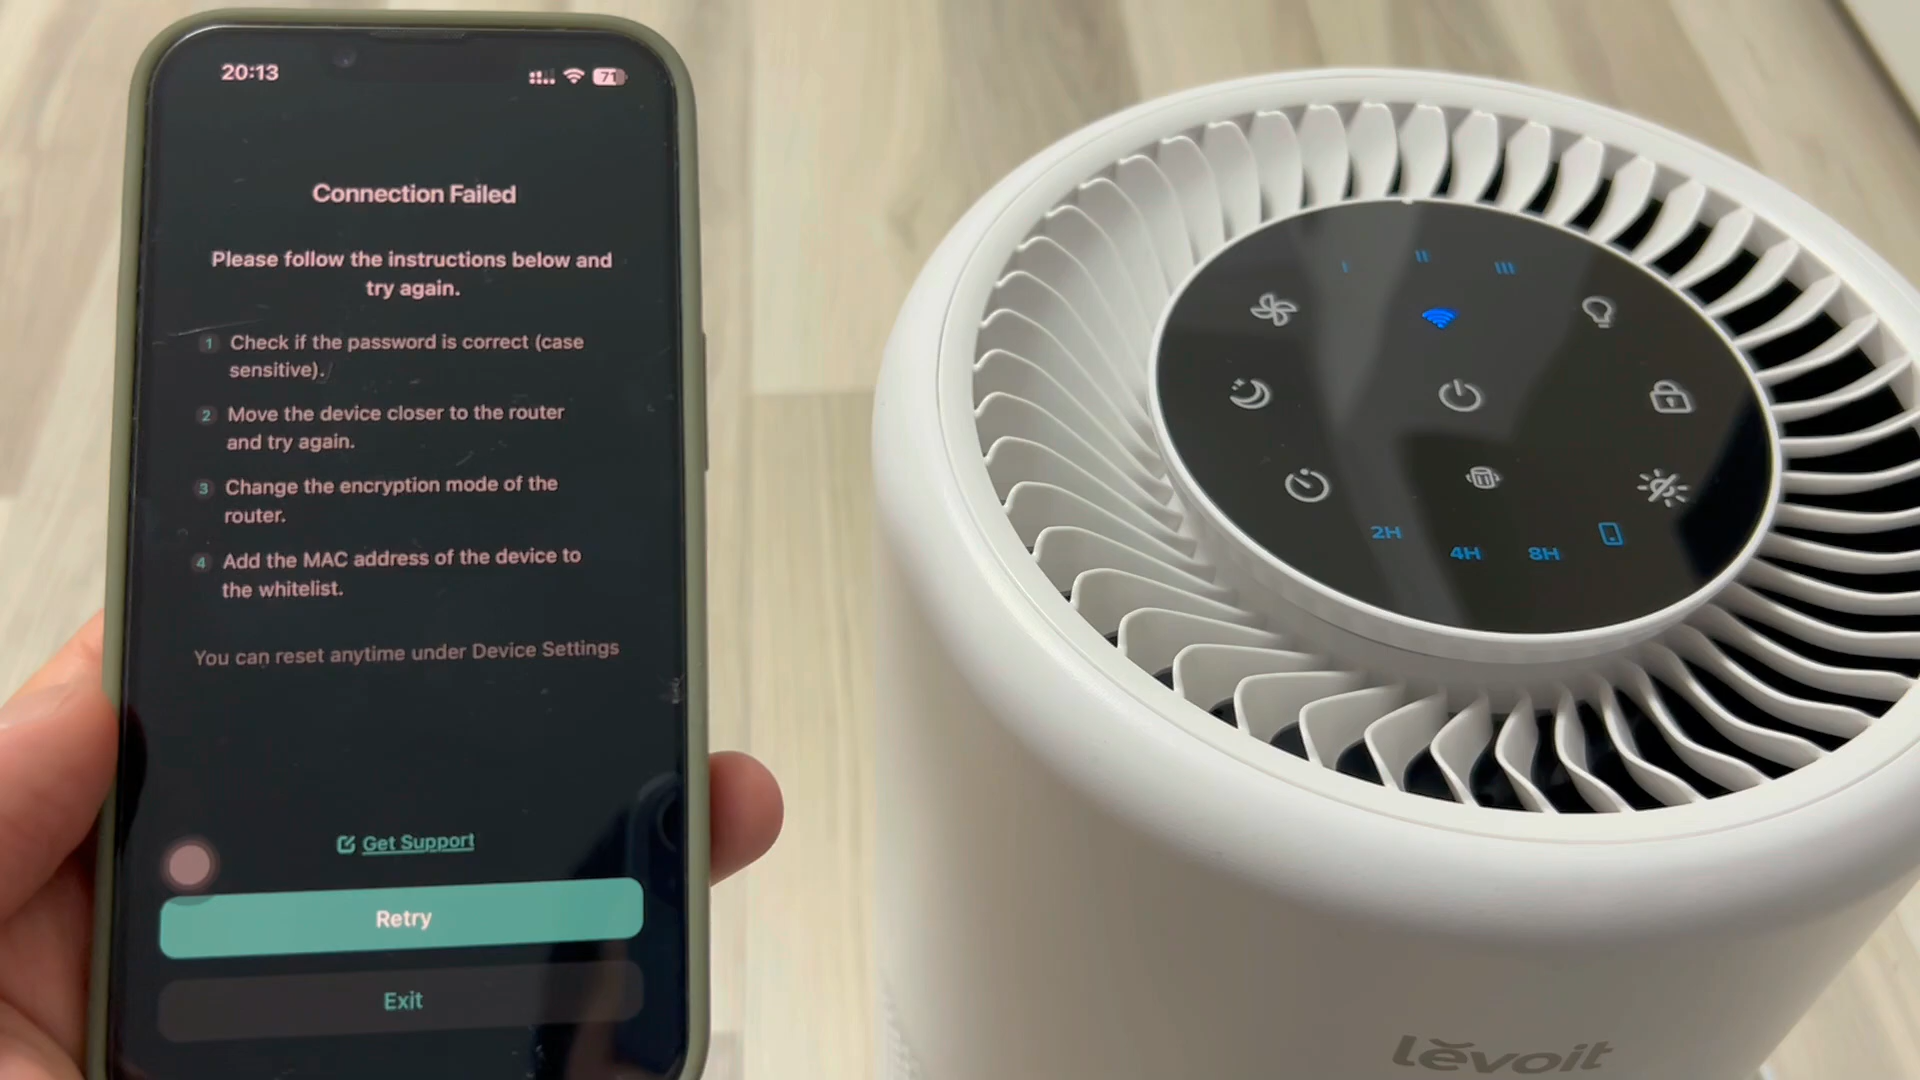 20:13
71
Connection Failed
Please follow the instructions below and
try again.
1 Check if the password is correct (case
sensitive).
2 Move the device closer to the router
and try again.
3 Change the encryption mode of the
router.
4 Add the MAC address of the device to
the whitelist.
You can reset anytime under Device Settings
Get Support
Retry
Exit
I II III
2H 4H 8H
levoit